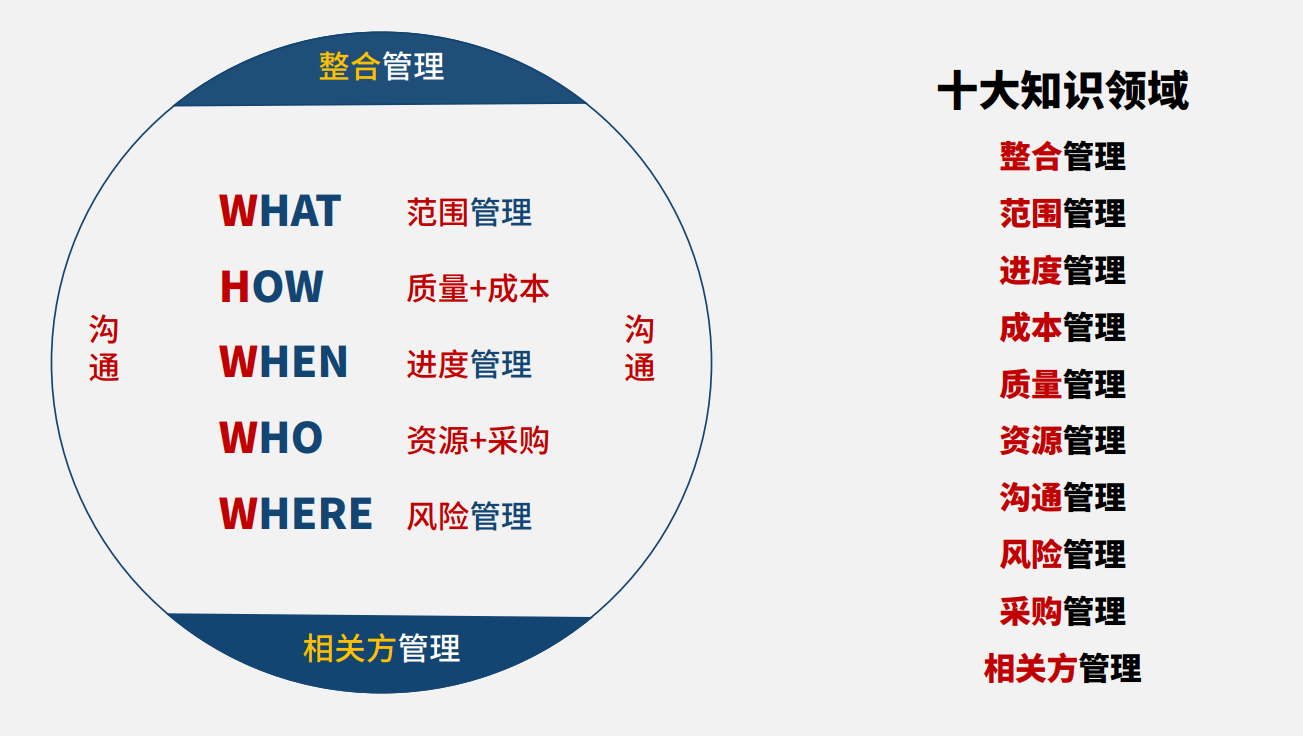 整合管理
WHAT 范围管理
HOW 质量+成本
WHEN 进度管理
WHO 资源+采购
WHERE 风险管理
沟
通
沟
通
相关方管理
十大知识领域
整合管理
范围管理
进度管理
成本管理
质量管理
资源管理
沟通管理
风险管理
采购管理
相关方管理